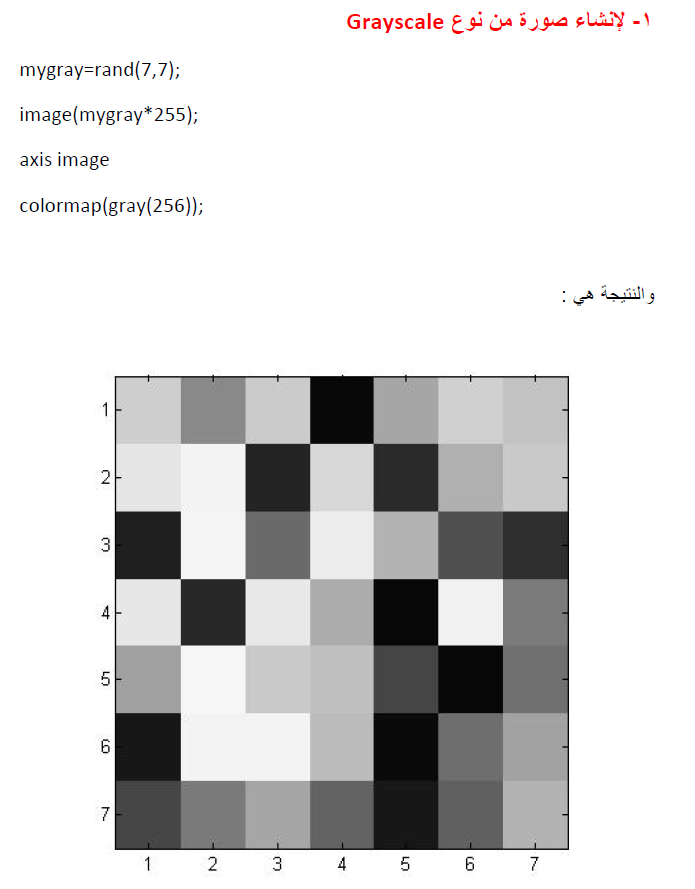 ١- لإنشاء صورة من نوع Grayscale
mygray=rand(7,7);
image(mygray*255);
axis image
colormap(gray(256));
والنتيجة هي :
1
2
3
4
5
6
7
1 2 3 4 5 6 7